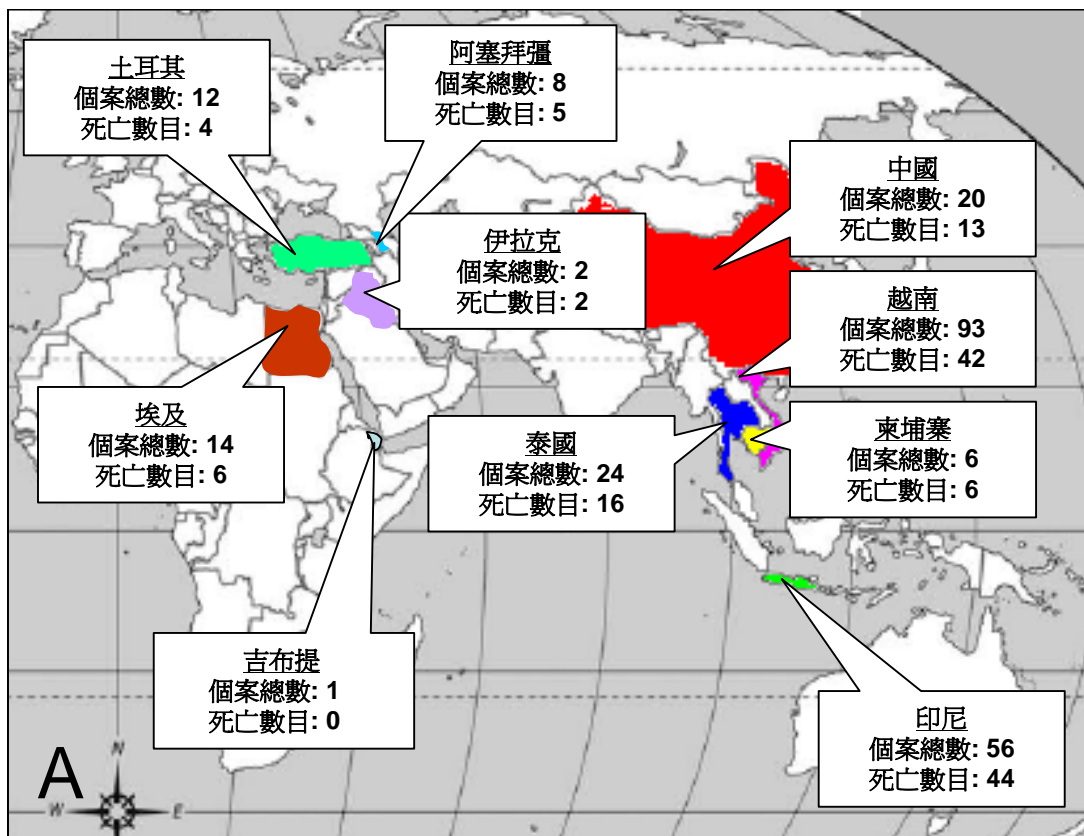 土耳其
個案總數: 12
死亡數目: 4
阿塞拜彊
個案總數: 8
死亡數目: 5
中國
個案總數: 20
死亡數目: 13
伊拉克
個案總數: 2
死亡數目: 2
越南
個案總數: 93
死亡數目: 42
埃及
個案總數: 14
死亡數目: 6
泰國
個案總數: 24
死亡數目: 16
柬埔寨
個案總數: 6
死亡數目: 6
吉布提
個案總數: 1
死亡數目: 0
印尼
個案總數: 56
死亡數目: 44
A
N
W E